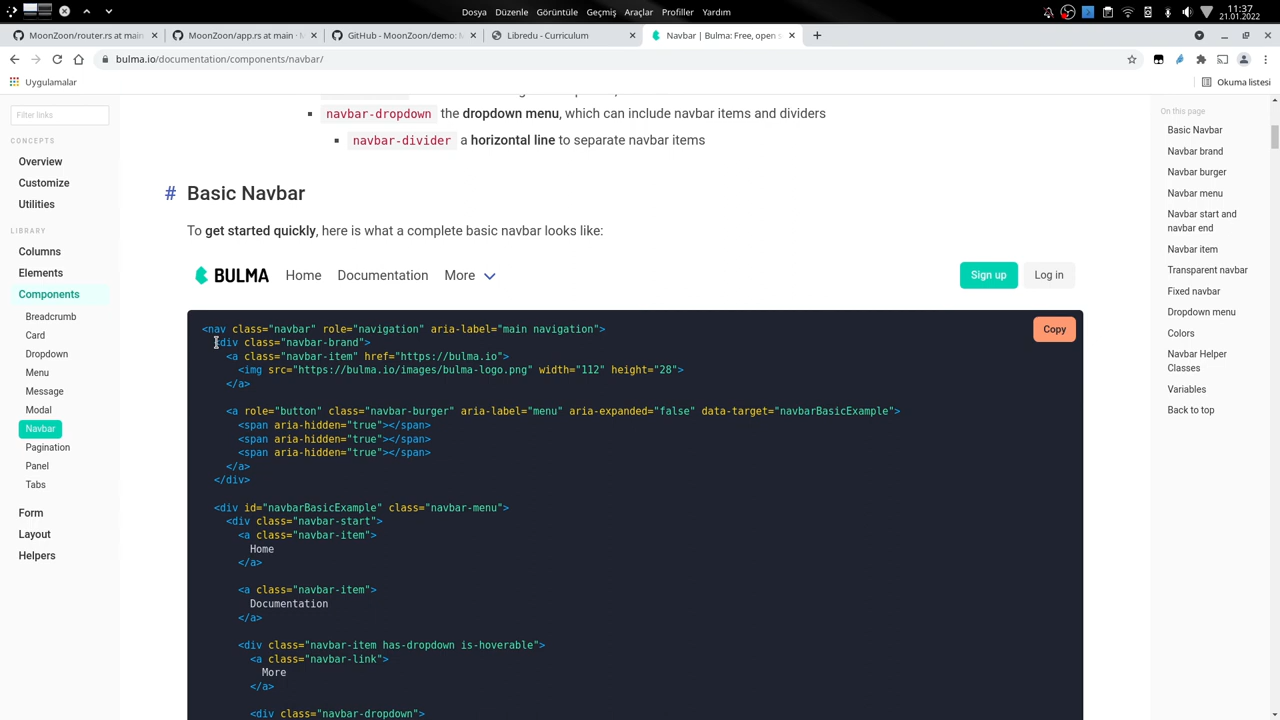 Dosya Düzenle Görüntüle Geçmiş Araçlar Profiller Yardım
11:37
21.01.2022
MoonZoon/router.rs at main
MoonZoon/app.rs at main
GitHub - MoonZoon/demo:
Libredu - Curriculum
Navbar | Bulma: Free, open
bulma.io/documentation/components/navbar/
Uygulamalar
Okuma listesi
Filter links
CONCEPTS
Overview
Customize
Utilities
LIBRARY
Columns
Elements
Components
Breadcrumb
Card
Dropdown
Menu
Message
Modal
Navbar
Pagination
Panel
Tabs
Form
Layout
Helpers
navbar-dropdown the dropdown menu, which can include navbar items and dividers
navbar-divider a horizontal line to separate navbar items
# Basic Navbar
To get started quickly, here is what a complete basic navbar looks like:
BULMA Home Documentation More Sign up Log in
Copy
<nav class="navbar" role="navigation" aria-label="main navigation">
<div class="navbar-brand">
<a class="navbar-item" href="https://bulma.io">
<img src="https://bulma.io/images/bulma-logo.png" width="112" height="28">
</a>
<a role="button" class="navbar-burger" aria-label="menu" aria-expanded="false" data-target="navbarBasicExample">
<span aria-hidden="true"></span>
<span aria-hidden="true"></span>
<span aria-hidden="true"></span>
</a>
</div>
<div id="navbarBasicExample" class="navbar-menu">
<div class="navbar-start">
<a class="navbar-item">
Home
</a>
<a class="navbar-item">
Documentation
</a>
<div class="navbar-item has-dropdown is-hoverable">
<a class="navbar-link">
More
</a>
<div class="navbar-dropdown">
On this page
Basic Navbar
Navbar brand
Navbar burger
Navbar menu
Navbar start and
navbar end
Navbar item
Transparent navbar
Fixed navbar
Dropdown menu
Colors
Navbar Helper
Classes
Variables
Back to top